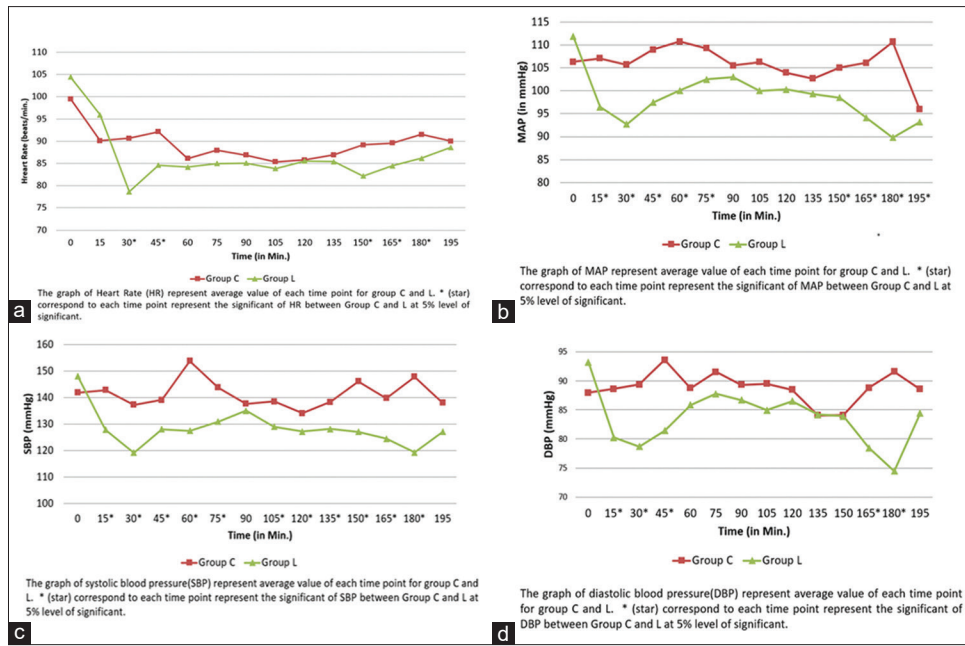 110
105
100
95
90
85
80
75
70
Hreart Rate (beats/min.)
0 15 30* 45* 60 75 90 105 120 135 150* 165* 180* 195
Time (in Min.)
Group C Group L
The graph of Heart Rate (HR) represent average value of each time point for group C and L. * (star)
correspond to each time point represent the significant of HR between Group C and L at 5% level of
significant.
a
115
110
105
100
95
90
85
80
MAP (in mmHg)
0 15* 30* 45* 60* 75* 90 105 120 135 150* 165* 180* 195*
Time (in Min.)
Group C Group L
The graph of MAP represent average value of each time point for group C and L. * (star)
correspond to each time point represent the significant of MAP between Group C and L at
5% level of significant.
b
160
150
140
130
120
110
100
SBP (mmHg)
0 15* 30* 45* 60* 75* 90 105* 120* 135* 150* 165* 180* 195
Time (in Min.)
Group C Group L
The graph of systolic blood pressure(SBP) represent average value of each time point for group C and
L. * (star) correspond to each time point represent the significant of SBP between Group C and L at
5% level of significant.
c
95
90
85
80
75
70
DBP (mmHg)
0 15* 30* 45* 60* 75* 90* 105* 120* 135 150 165* 180* 195
Time (in Min.)
Group C Group L
The graph of diastolic blood pressure(DBP) represent average value of each time point
for group C and L. * (star) correspond to each time point represent the significant of
DBP between Group C and L at 5% level of significant.
d